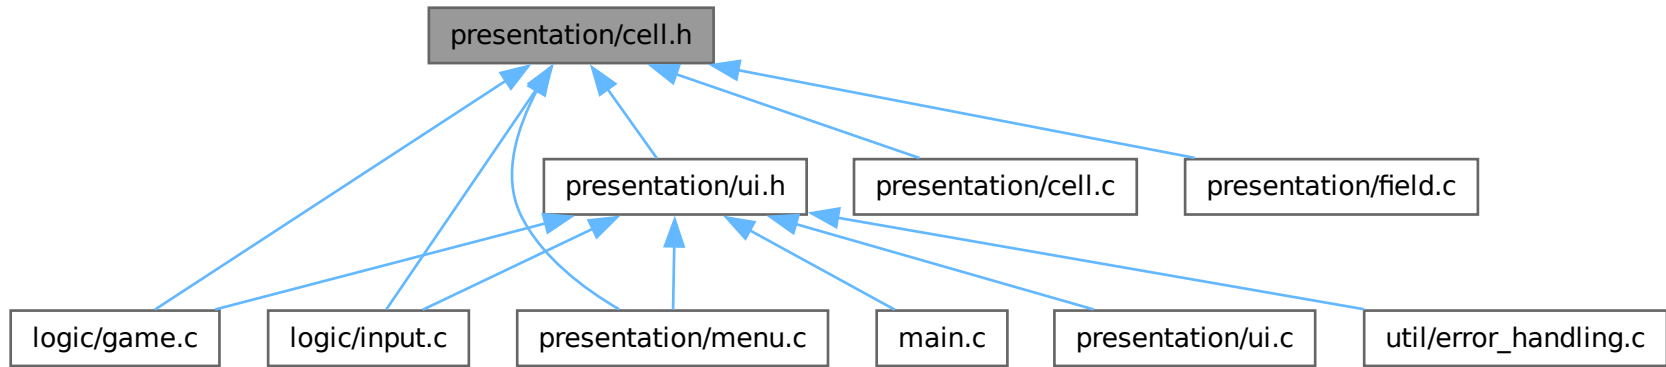 presentation/cell.h
presentation/ui.h
presentation/cell.c
presentation/field.c
logic/game.c
logic/input.c
presentation/menu.c
main.c
presentation/ui.c
util/error_handling.c